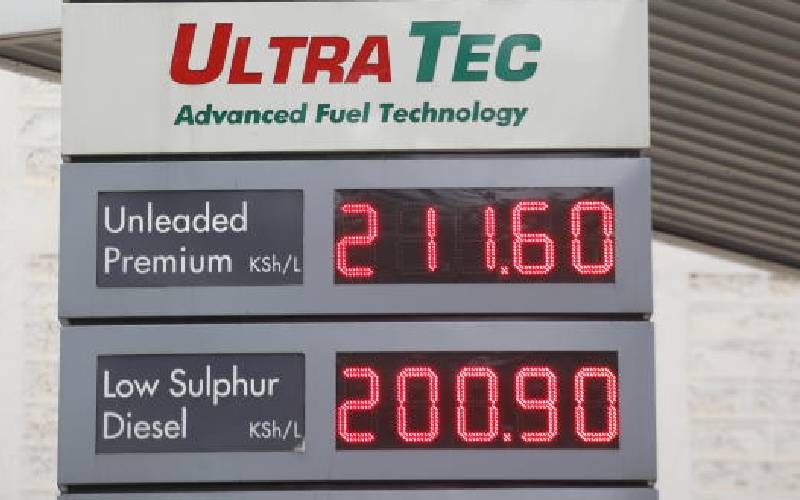 ULTRA TEC
Advanced Fuel Technology
Unleaded
Premium KSh/L
211.60
Low Sulphur
Diesel KSh/L
200.90